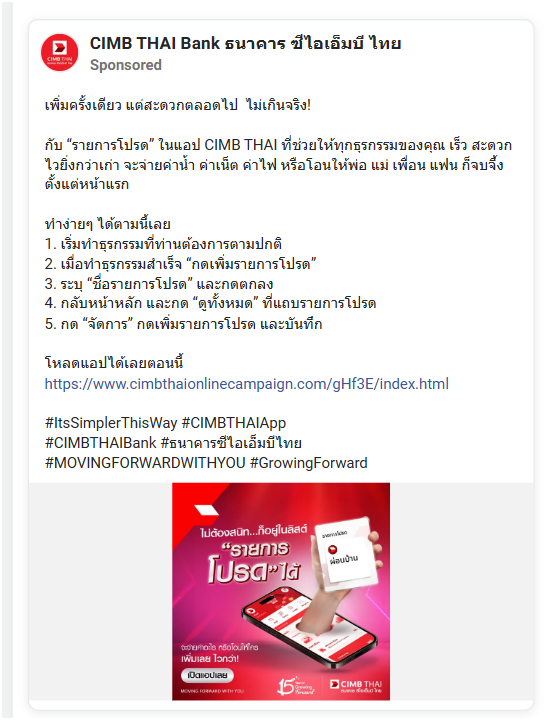 CIMB THAI Bank ธนาคาร ซีไอเอ็มบี ไทย
Sponsored
เพิ่มครั้งเดียว แต่สะดวกตลอดไป ไม่เกินจริง!
กับ “รายการโปรด” ในแอป CIMB THAI ที่ช่วยให้ทุกธุรกรรมของคุณ เร็ว สะดวก
ไวยิ่งกว่าเก่า จะจ่ายค่าน้ำ ค่าเน็ต ค่าไฟ หรือโอนให้พ่อ แม่ เพื่อน แฟน ก็จบจึ้ง
ตั้งแต่หน้าแรก
ทำง่ายๆ ได้ตามนี้เลย
1. เริ่มทำธุรกรรมที่ท่านต้องการตามปกติ
2. เมื่อทำธุรกรรมสำเร็จ “กดเพิ่มรายการโปรด”
3. ระบุ “ชื่อรายการโปรด” และกดตกลง
4. กลับหน้าหลัก และกด “ดูทั้งหมด” ที่แถบรายการโปรด
5. กด “จัดการ” กดเพิ่มรายการโปรด และบันทึก
โหลดแอปได้เลยตอนนี้
https://www.cimbthaionlinecampaign.com/gHf3E/index.html
#ItsSimplerThisWay #CIMBTHAIApp
#CIMBTHAIBank #ธนาคารซีไอเอ็มบีไทย
#MOVINGFORWARDWITHYOU #GrowingForward
ไม่ต้องสนิท...ก็อยู่ในลิสต์
“รายการ
โปรด” ได้
รายการโปรด
ผ่อนบ้าน
จะจ่ายค่าอะไร หรือโอนให้ใคร
เพิ่มเลย ไวกว่า!
เปิดแอปเลย
MOVING FORWARD WITH YOU
15 Years of Growing Forward
CIMB THAI
ธนาคาร ซีไอเอ็มบี ไทย